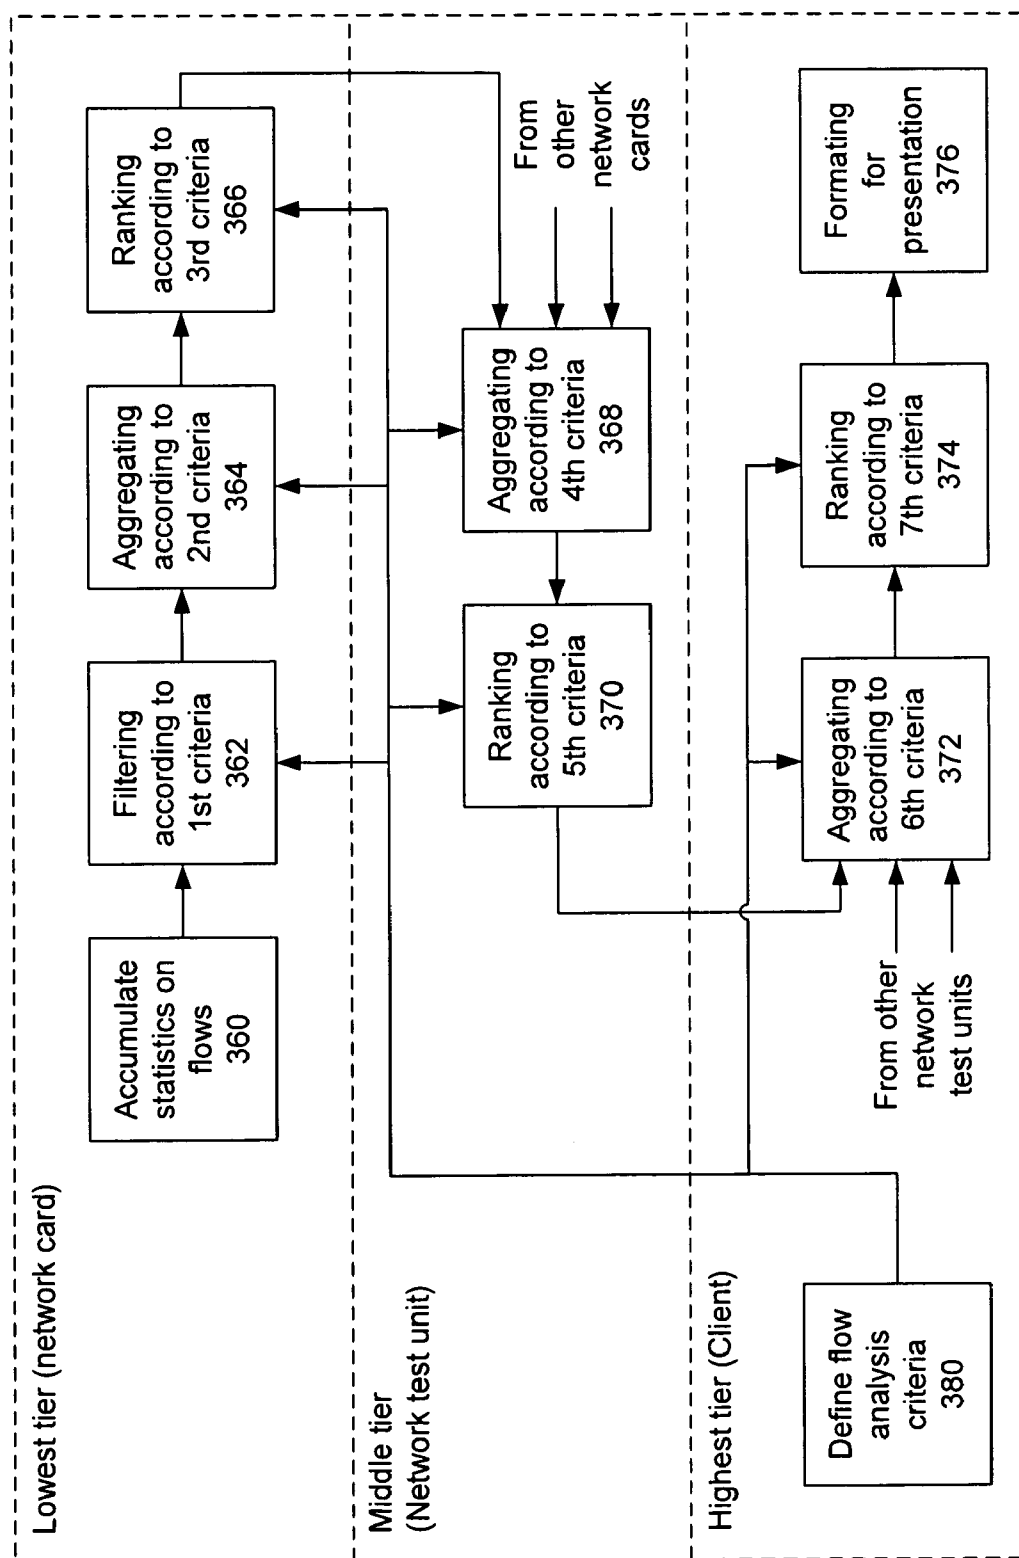 Lowest tier (network card)
Accumulate
statistics on
flows
360
Filtering
according to
1st criteria
362
Aggregating
according to
2nd criteria
364
Ranking
according to
3rd criteria
366
Middle tier
(Network test unit)
Ranking
according to
5th criteria
370
Aggregating
according to
4th criteria
368
From
other
network
cards
Highest tier (Client)
Define flow
analysis
criteria
380
From other
network
test units
Aggregating
according to
6th criteria
372
Ranking
according to
7th criteria
374
Formating
for
presentation
376